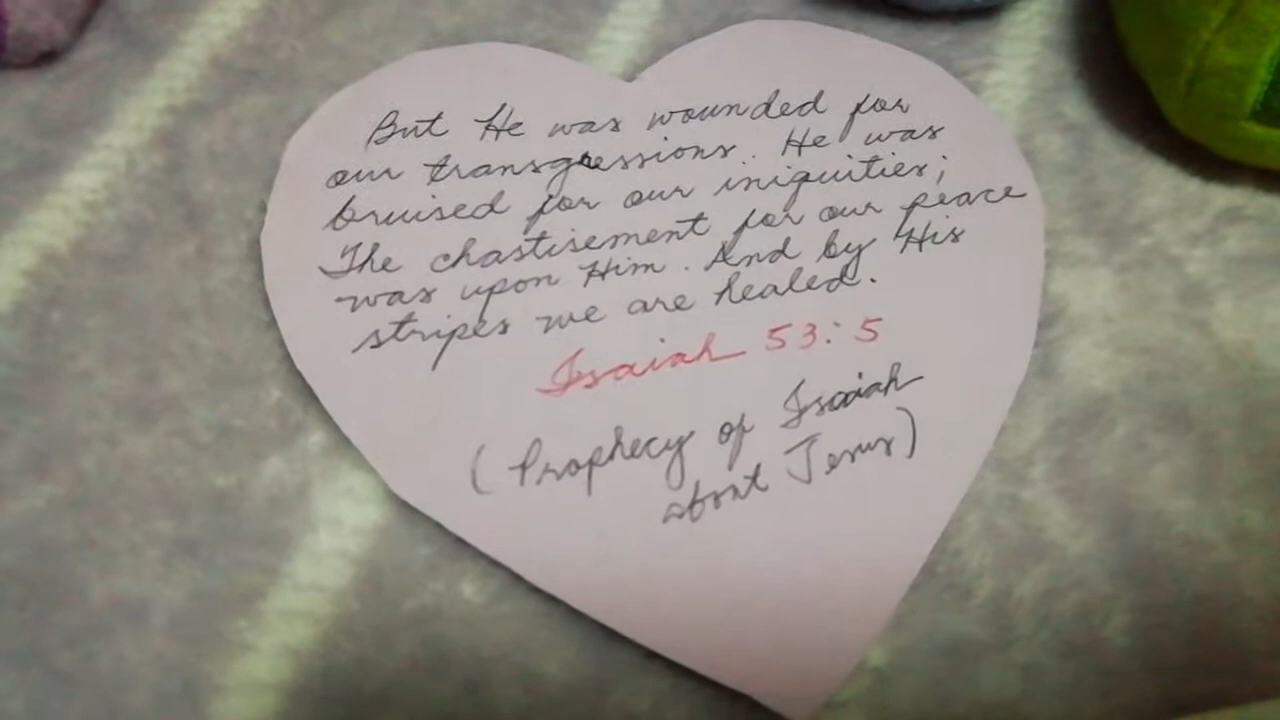 But He was wounded for
our transgressions.. He was
bruised for our iniquities;
The chastisement for our peace
was upon Him. And by His
stripes we are healed.
Isaiah 53:5
(Prophecy of Isaiah
about Jesus)